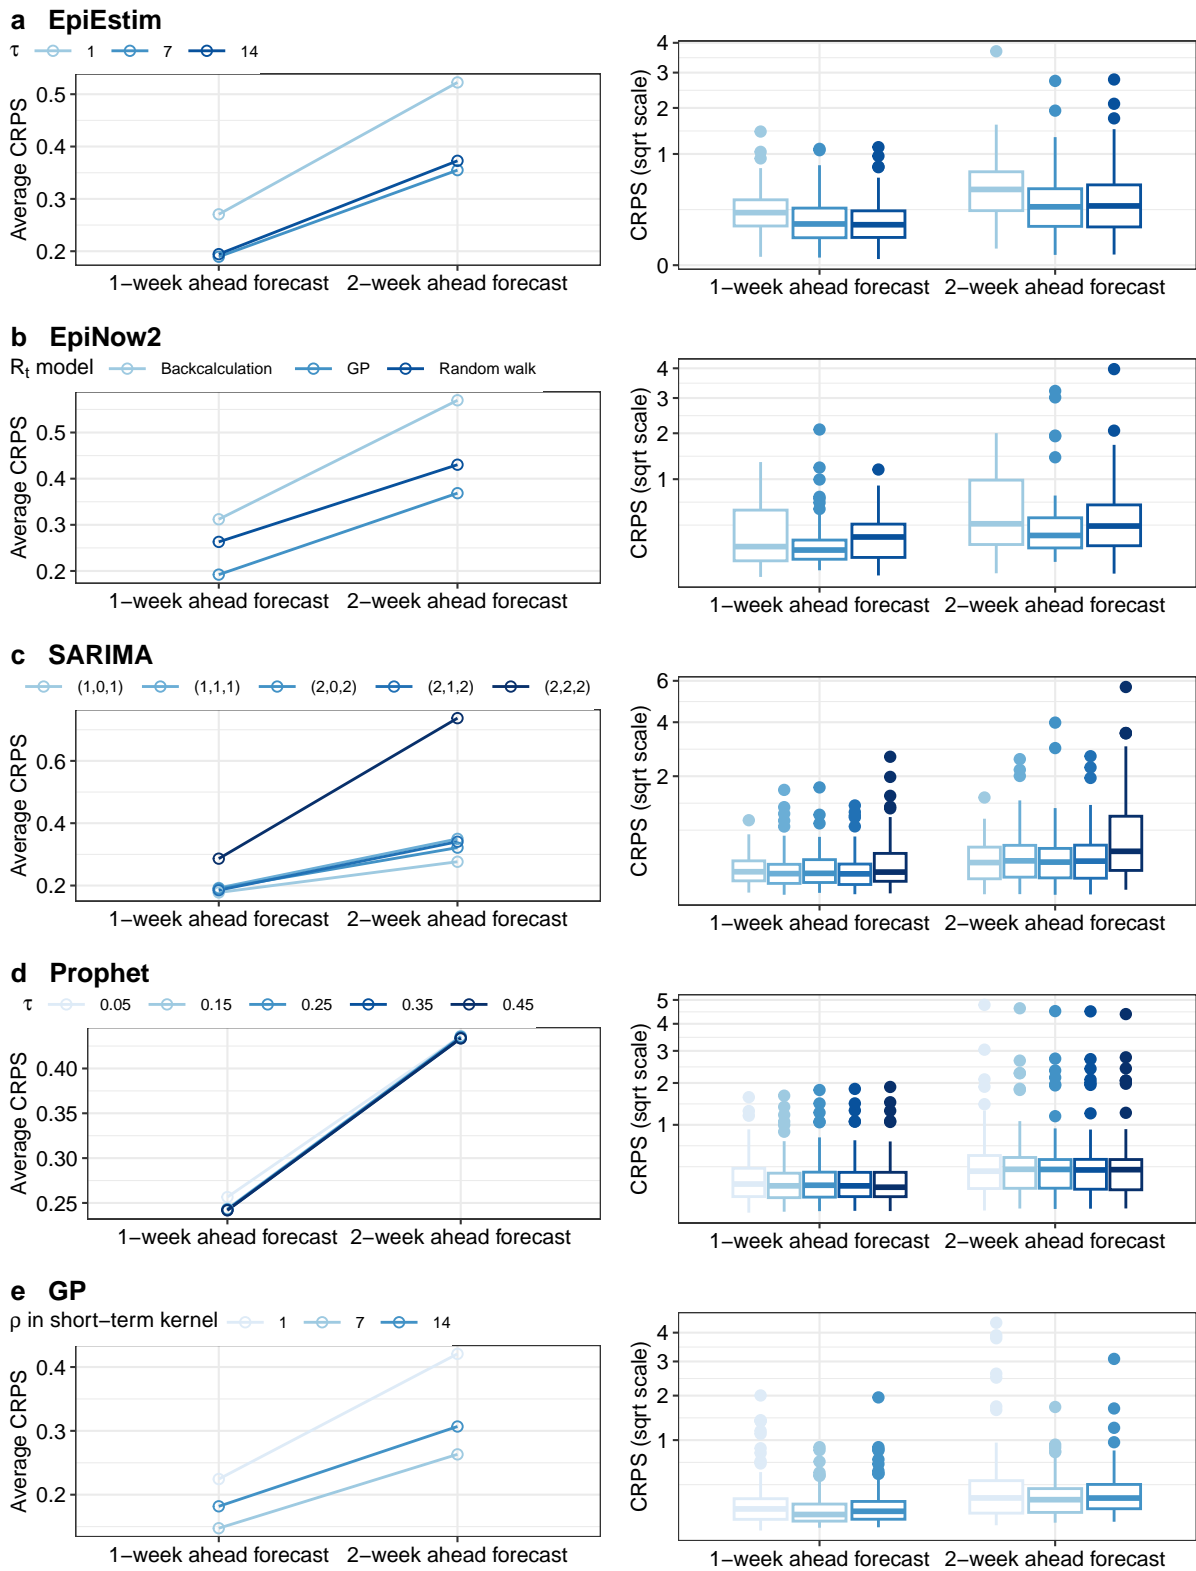 a EpiEstim
τ 1 7 14
Average CRPS
0.5
0.4
0.3
0.2
1−week ahead forecast 2−week ahead forecast
CRPS (sqrt scale)
4
3
2
1
0
1−week ahead forecast 2−week ahead forecast
b EpiNow2
Rt model Backcalculation GP Random walk
Average CRPS
0.5
0.4
0.3
0.2
1−week ahead forecast 2−week ahead forecast
CRPS (sqrt scale)
4
3
2
1
1−week ahead forecast 2−week ahead forecast
c SARIMA
(1,0,1) (1,1,1) (2,0,2) (2,1,2) (2,2,2)
Average CRPS
0.6
0.4
0.2
1−week ahead forecast 2−week ahead forecast
CRPS (sqrt scale)
6
4
2
1−week ahead forecast 2−week ahead forecast
d Prophet
τ 0.05 0.15 0.25 0.35 0.45
Average CRPS
0.40
0.35
0.30
0.25
1−week ahead forecast 2−week ahead forecast
CRPS (sqrt scale)
5
4
3
2
1
1−week ahead forecast 2−week ahead forecast
e GP
ρ in short−term kernel 1 7 14
Average CRPS
0.4
0.3
0.2
1−week ahead forecast 2−week ahead forecast
CRPS (sqrt scale)
4
3
2
1
1−week ahead forecast 2−week ahead forecast